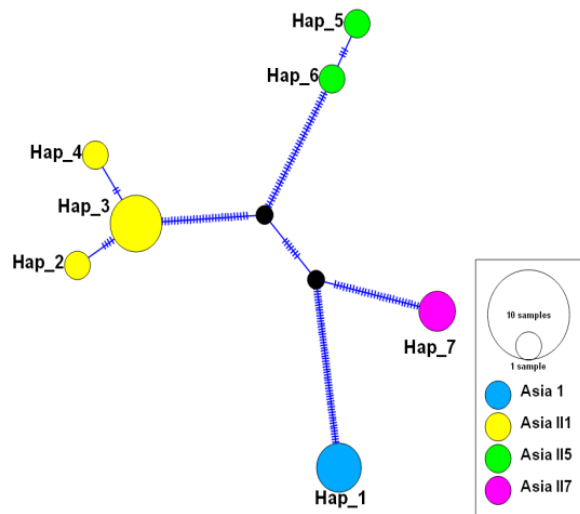 Hap_5
Hap_6
Hap_4
Hap_3
Hap_2
Hap_7
Hap_1
10 samples
1 sample
Asia 1
Asia II1
Asia II5
Asia II7